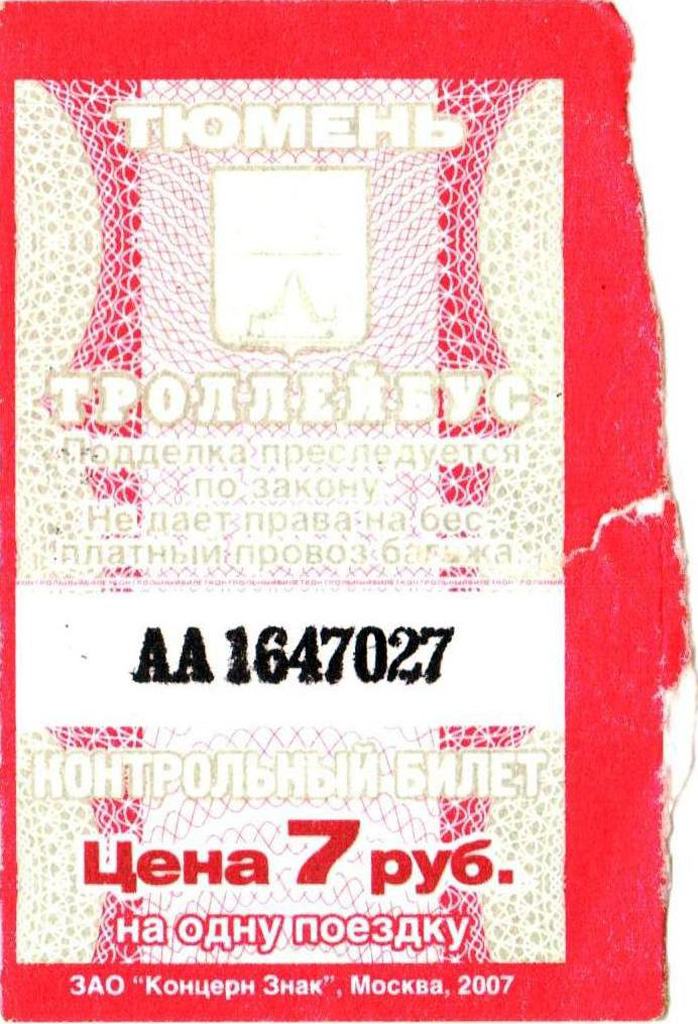 ТЮМЕНЬ
ТРОЛЛЕЙБУС
Подделка преследуется
по закону
Не дает права на бес-
платный провоз багажа
АА 1647027
КОНТРОЛЬНЫЙ БИЛЕТ
Цена 7 руб.
на одну поездку
ЗАО "Концерн Знак", Москва, 2007